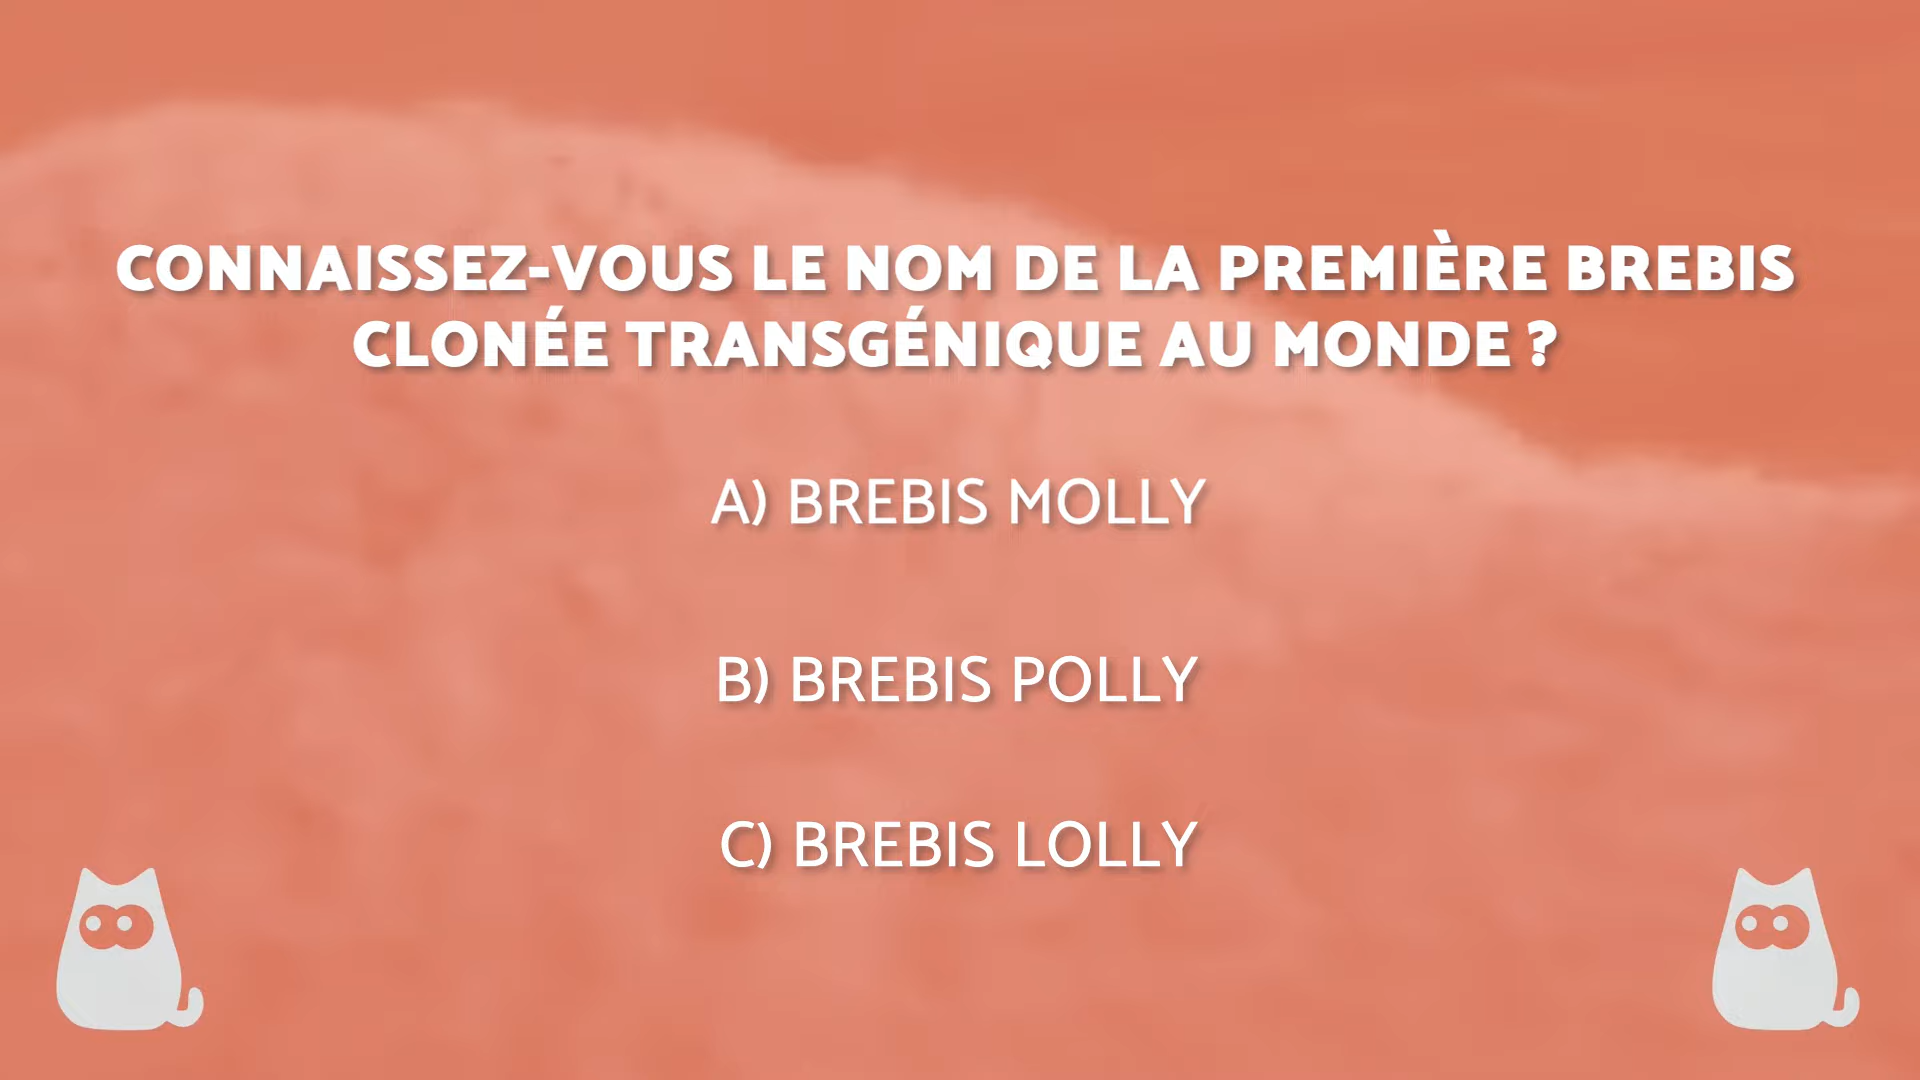 CONNAISSEZ-VOUS LE NOM DE LA PREMIÈRE BREBIS
CLONÉE TRANSGÉNIQUE AU MONDE ?
A) BREBIS MOLLY
B) BREBIS POLLY
C) BREBIS LOLLY